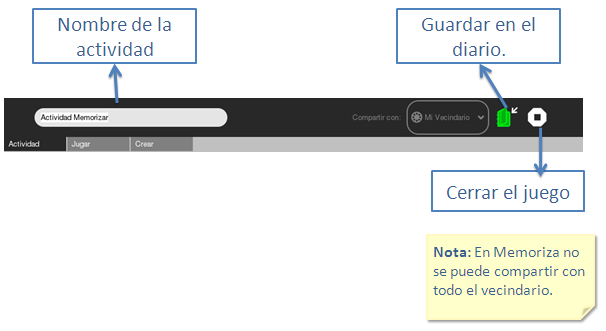 Nombre de la
actividad
Guardar en el
diario.
Actividad Memorizar
Compartir con:
Mi Vecindario
Actividad
Jugar
Crear
Cerrar el juego
Nota: En Memoriza no
se puede compartir con
todo el vecindario.